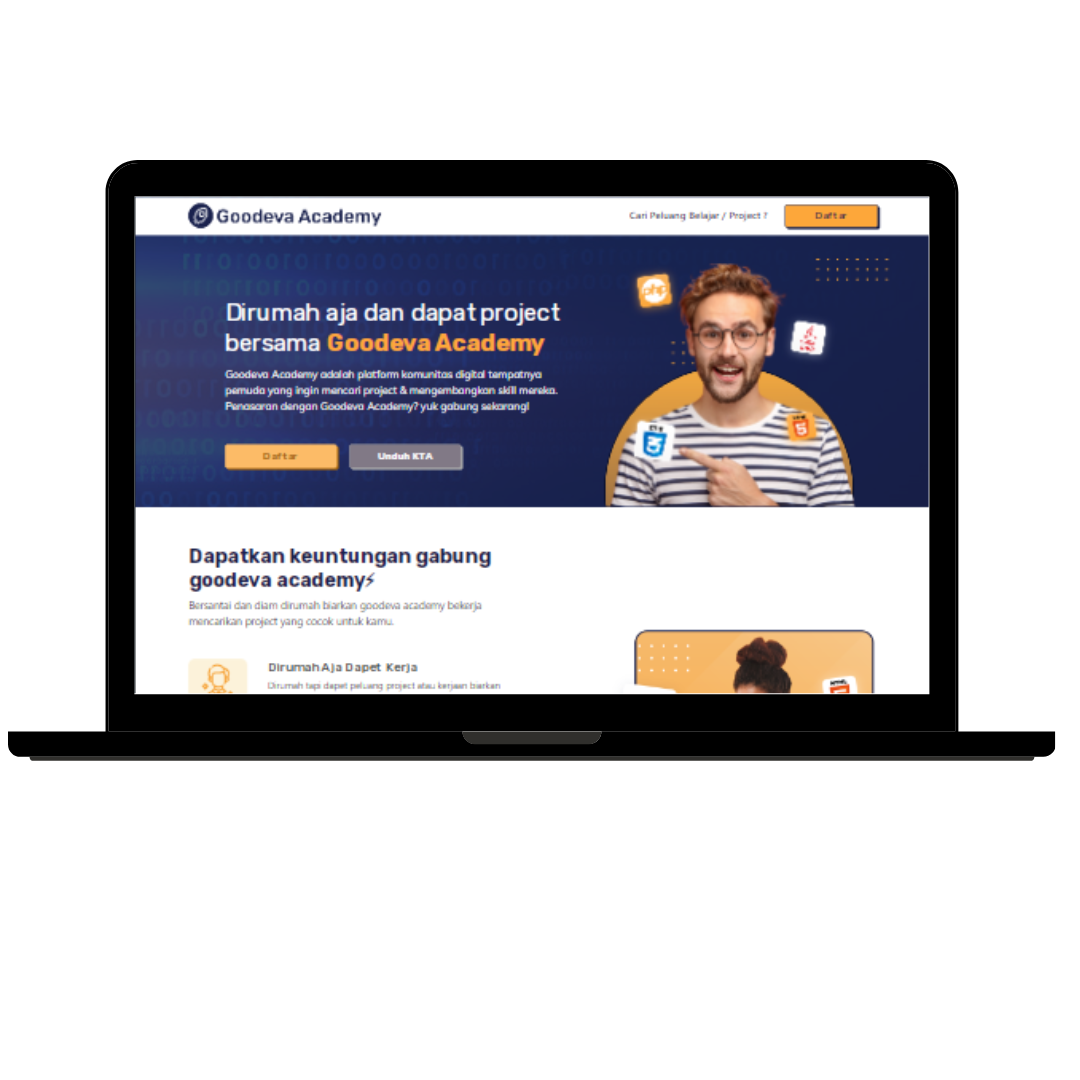 Goodeva Academy
Cari Peluang Belajar / Project ?
Daftar
php
Dirumah aja dan dapat project
bersama Goodeva Academy
Goodeva Academy adalah platform komunitas digital tempatnya
pemuda yang ingin mencari project & mengembangkan skill mereka.
Penasaran dengan Goodeva Academy? yuk gabung sekarang!
Daftar
Unduh KTA
Dapatkan keuntungan gabung
goodeva academy⚡
Bersantai dan diam dirumah biarkan goodeva academy bekerja
mencarikan project yang cocok untuk kamu.
Dirumah Aja Dapet Kerja
Dirumah tapi dapet peluang project atau kerjaan biarkan